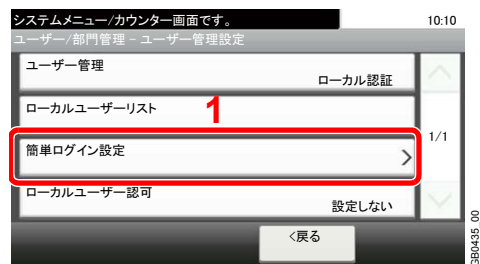 システムメニュー/カウンター画面です。 10:10
ユーザー/部門管理 - ユーザー管理設定
ユーザー管理
ローカル認証
ローカルユーザーリスト
1
簡単ログイン設定
1/1
ローカルユーザー認可
設定しない
<戻る
GB0435_00